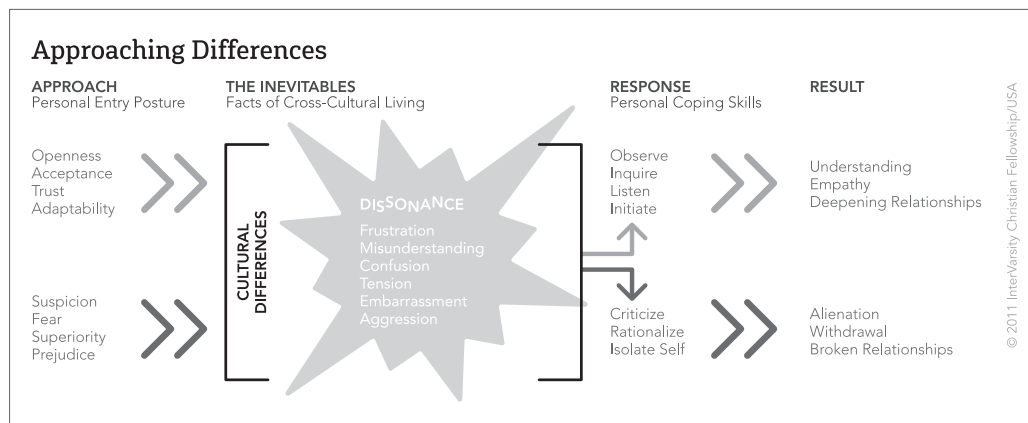 Approaching Differences
APPROACH
Personal Entry Posture
THE INEVITABLES
Facts of Cross-Cultural Living
RESPONSE
Personal Coping Skills
RESULT
Openness
Acceptance
Trust
Adaptability
Suspicion
Fear
Superiority
Prejudice
CULTURAL
DIFFERENCES
DISSONANCE
Frustration
Misunderstanding
Confusion
Tension
Embarrassment
Aggression
Observe
Inquire
Listen
Initiate
Criticize
Rationalize
Isolate Self
Understanding
Empathy
Deepening Relationships
Alienation
Withdrawal
Broken Relationships
© 2011 InterVarsity Christian Fellowship/USA